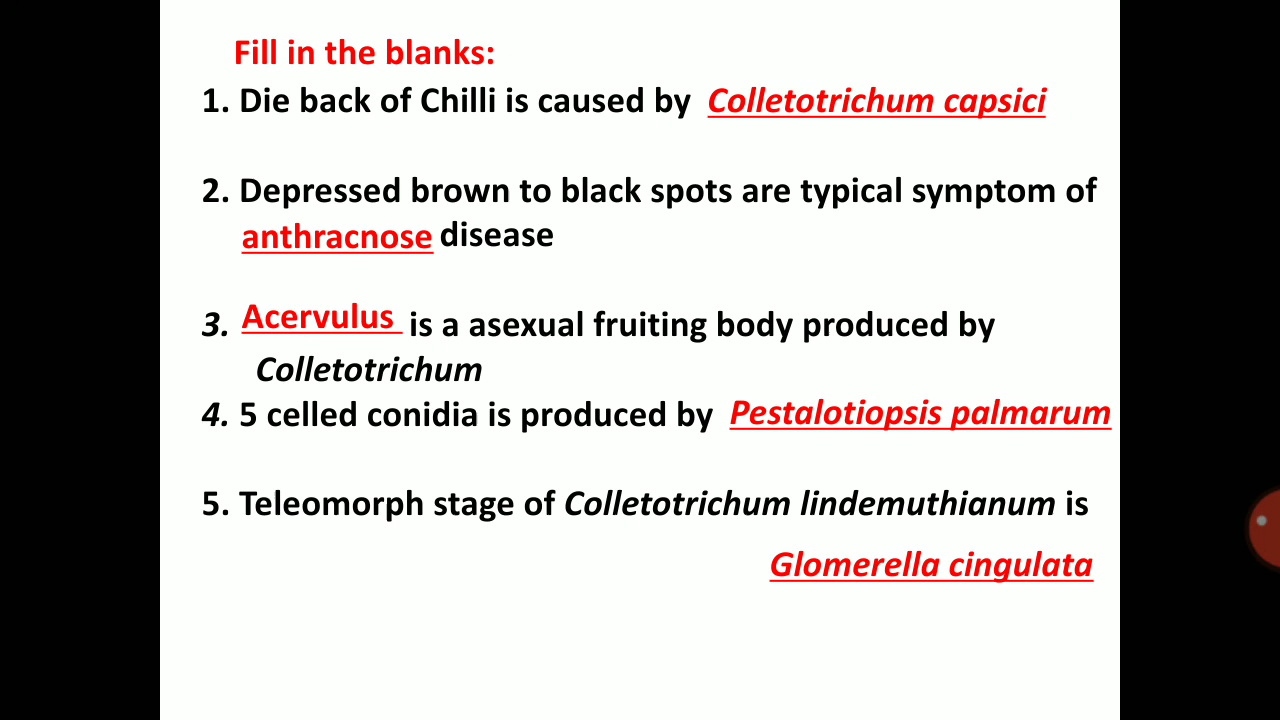 Fill in the blanks:
1. Die back of Chilli is caused by Colletotrichum capsici
2. Depressed brown to black spots are typical symptom of
anthracnose disease
3. Acervulus is a asexual fruiting body produced by
Colletotrichum
4. 5 celled conidia is produced by Pestalotiopsis palmarum
5. Teleomorph stage of Colletotrichum lindemuthianum is
Glomerella cingulata